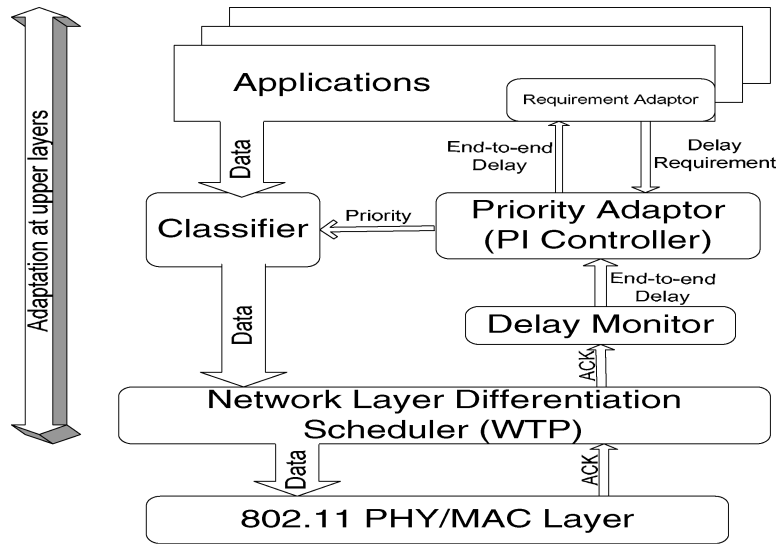 Applications
Requirement Adaptor
Data
End-to-end
Delay
Delay
Requirement
Classifier
Priority
Priority Adaptor
(PI Controller)
End-to-end
Delay
Delay Monitor
Data
ACK
Network Layer Differentiation
Scheduler (WTP)
Data
ACK
802.11 PHY/MAC Layer
Adaptation at upper layers